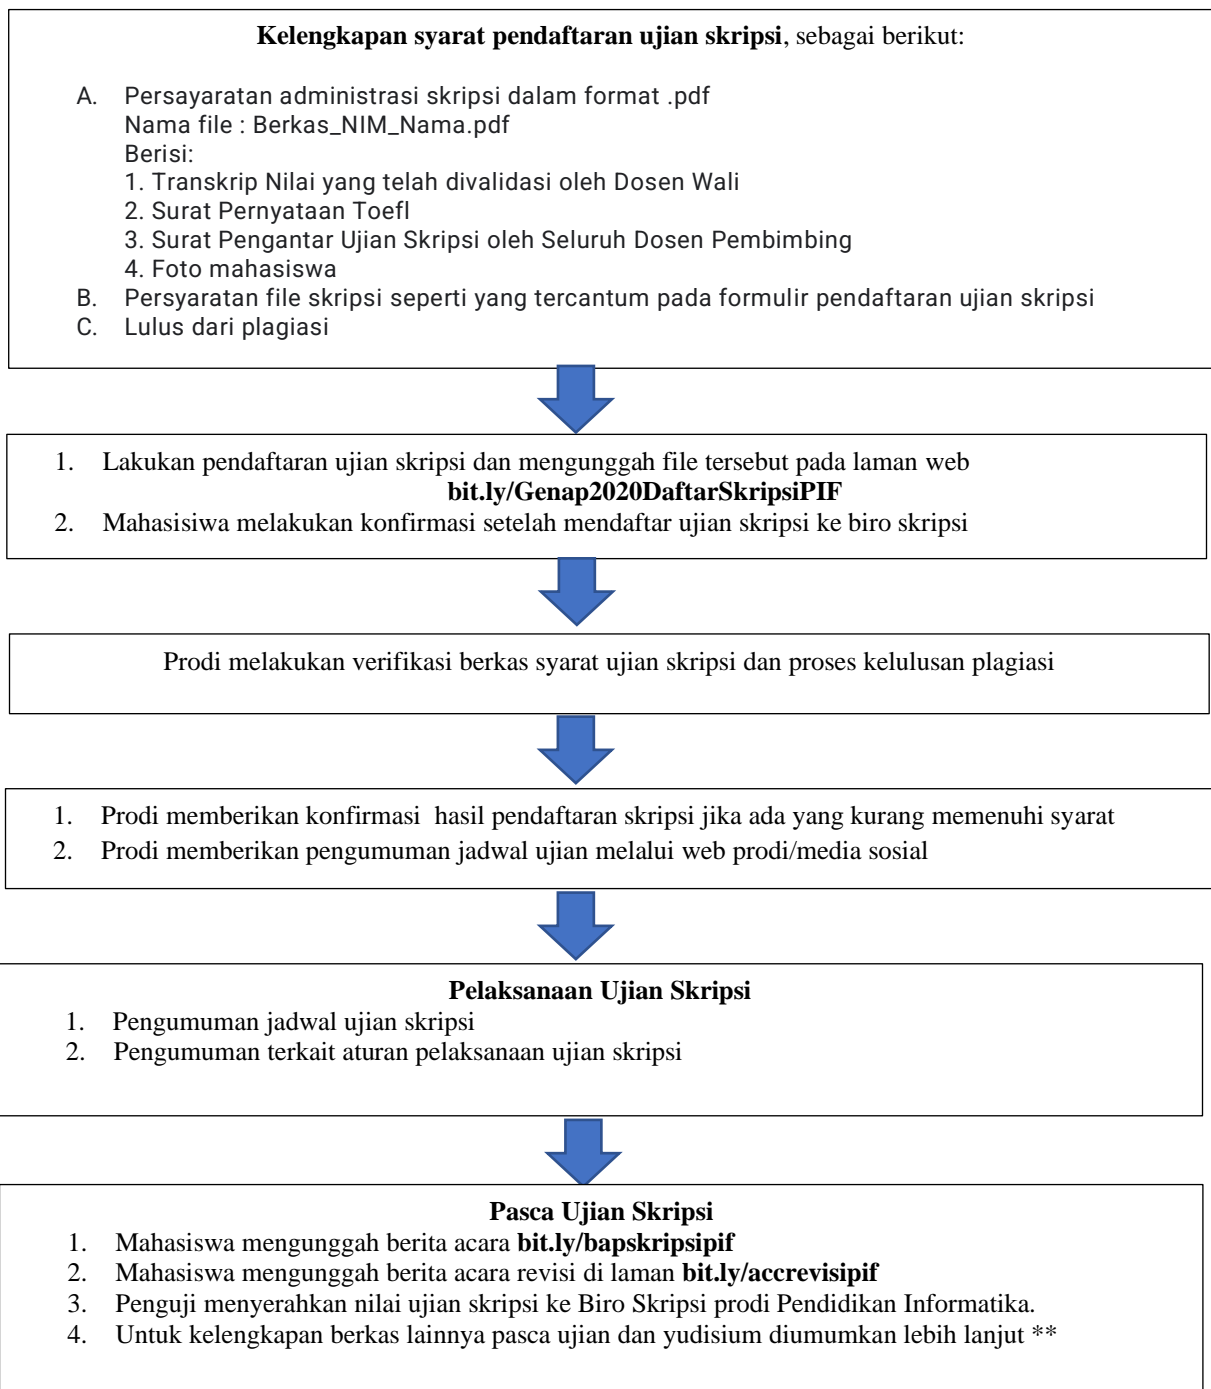 Kelengkapan syarat pendaftaran ujian skripsi, sebagai berikut:
A. Persayaratan administrasi skripsi dalam format .pdf
Nama file : Berkas_NIM_Nama.pdf
Berisi:
1. Transkrip Nilai yang telah divalidasi oleh Dosen Wali
2. Surat Pernyataan Toefl
3. Surat Pengantar Ujian Skripsi oleh Seluruh Dosen Pembimbing
4. Foto mahasiswa
B. Persyaratan file skripsi seperti yang tercantum pada formulir pendaftaran ujian skripsi
C. Lulus dari plagiasi
1. Lakukan pendaftaran ujian skripsi dan mengunggah file tersebut pada laman web
bit.ly/Genap2020DaftarSkripsiPIF
2. Mahasisiwa melakukan konfirmasi setelah mendaftar ujian skripsi ke biro skripsi
Prodi melakukan verifikasi berkas syarat ujian skripsi dan proses kelulusan plagiasi
1. Prodi memberikan konfirmasi hasil pendaftaran skripsi jika ada yang kurang memenuhi syarat
2. Prodi memberikan pengumuman jadwal ujian melalui web prodi/media sosial
Pelaksanaan Ujian Skripsi
1. Pengumuman jadwal ujian skripsi
2. Pengumuman terkait aturan pelaksanaan ujian skripsi
Pasca Ujian Skripsi
1. Mahasiswa mengunggah berita acara bit.ly/bapskripsipif
2. Mahasiswa mengunggah berita acara revisi di laman bit.ly/accrevisipif
3. Penguji menyerahkan nilai ujian skripsi ke Biro Skripsi prodi Pendidikan Informatika.
4. Untuk kelengkapan berkas lainnya pasca ujian dan yudisium diumumkan lebih lanjut **